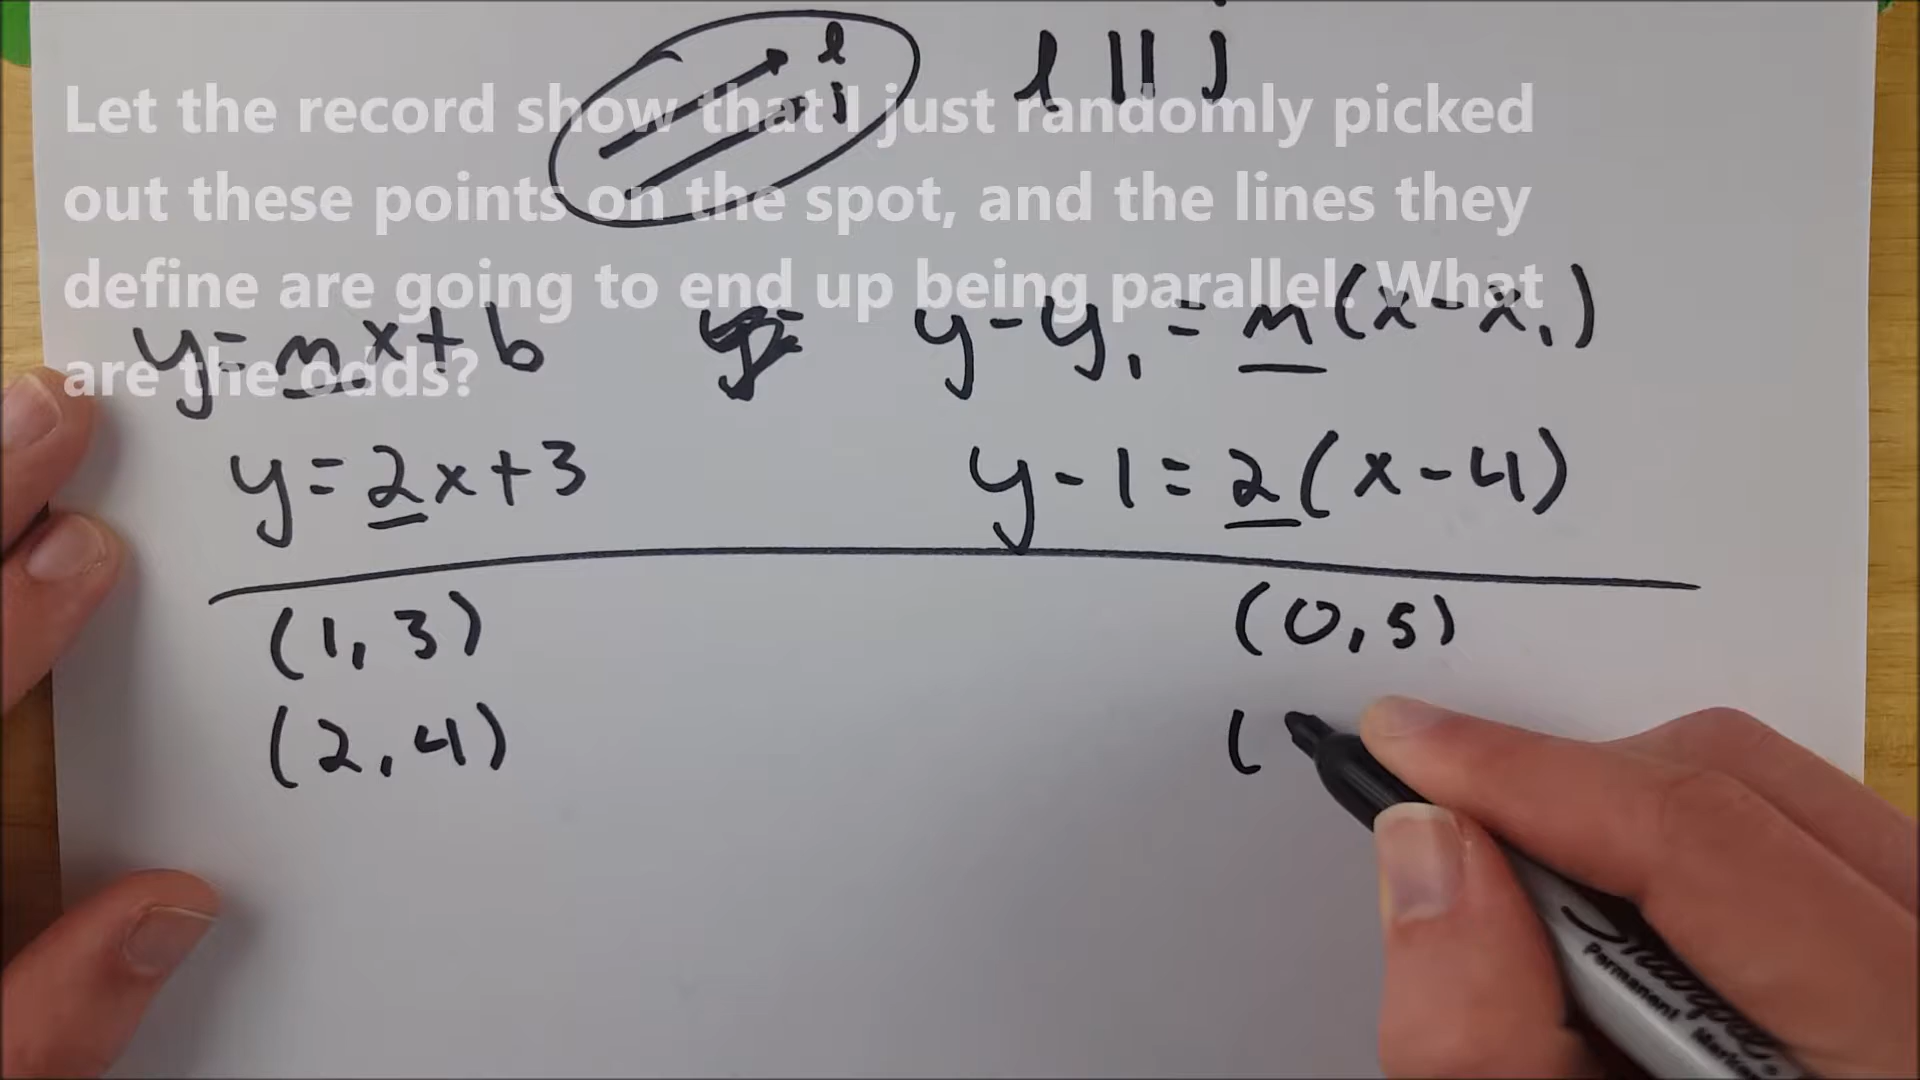 l
j
l || j
Let the record show that I just randomly picked
out these points on the spot, and the lines they
define are going to end up being parallel. What
are the odds?
y=mx+b
y-y₁=m(x-x₁)
y=2x+3
y-1=2(x-4)
(1,3)
(0,5)
(2,4)
(
Sharpie
Permanent Marker